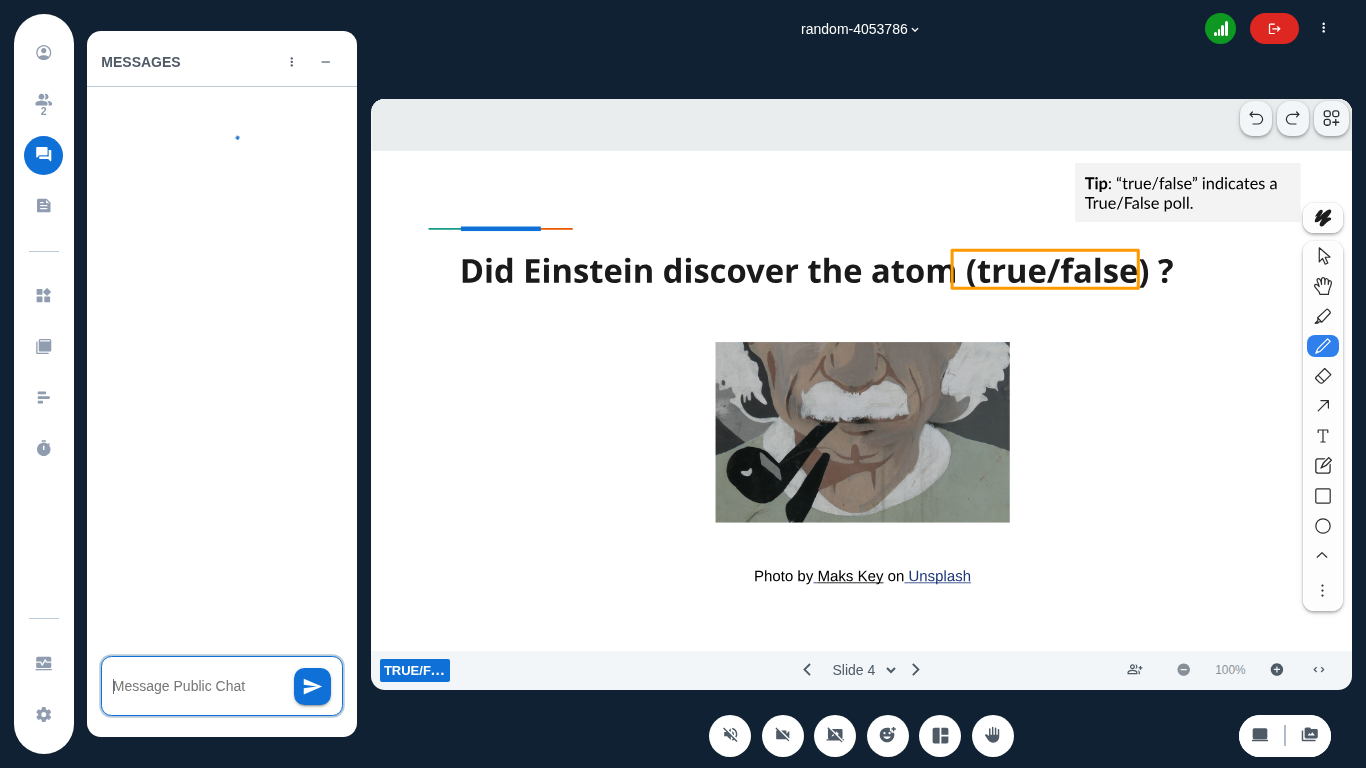 random-4053786
MESSAGES
2
Tip: “true/false” indicates a
True/False poll.
Did Einstein discover the atom (true/false) ?
Photo by Maks Key on Unsplash
Message Public Chat
TRUE/F...
Slide 4
100%